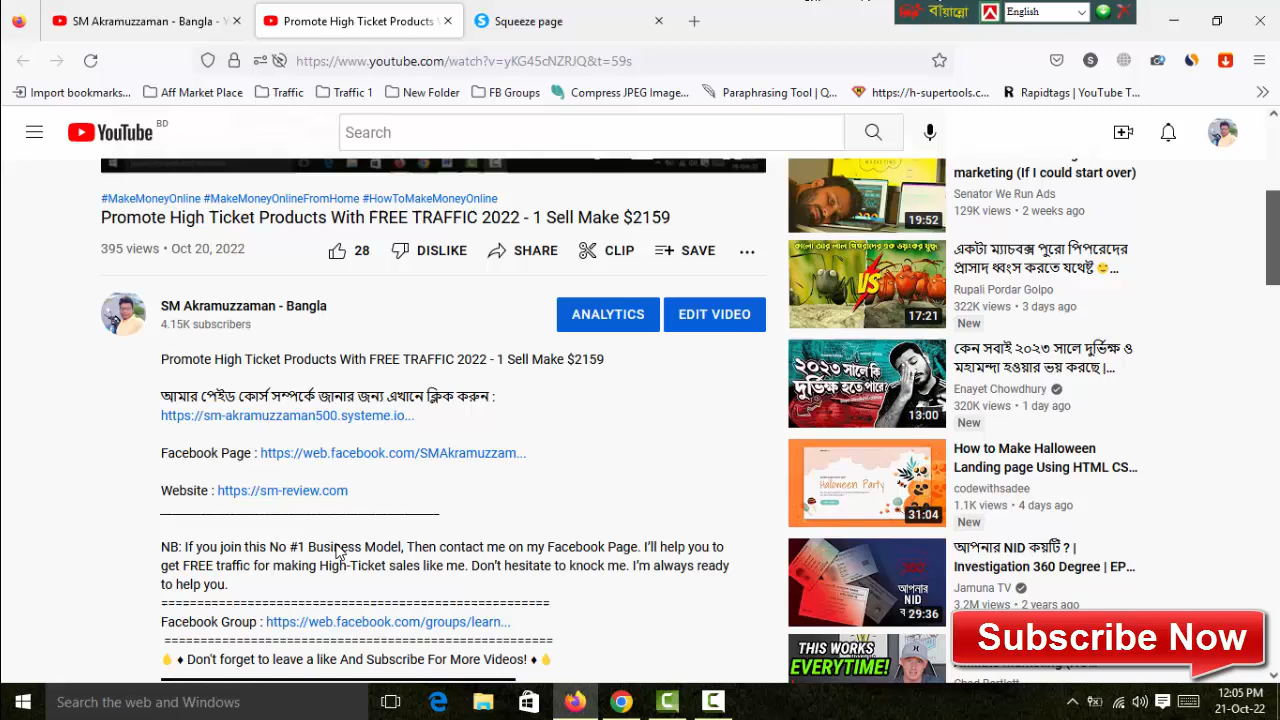 SM Akramuzzaman - Bangla - Y
Promote High Ticket Products W
Squeeze page
বাঁয়ান্নো
English
https://www.youtube.com/watch?v=yKG45cNZRJQ&t=59s
Import bookmarks...
Aff Market Place
Traffic
Traffic 1
New Folder
FB Groups
Compress JPEG Image...
Paraphrasing Tool | Q...
https://h-supertools.c...
Rapidtags | YouTube T...
YouTube BD
Search
#MakeMoneyOnline #MakeMoneyOnlineFromHome #HowToMakeMoneyOnline
Promote High Ticket Products With FREE TRAFFIC 2022 - 1 Sell Make $2159
395 views • Oct 20, 2022
28
DISLIKE
SHARE
CLIP
SAVE
SM Akramuzzaman - Bangla
4.15K subscribers
ANALYTICS
EDIT VIDEO
Promote High Ticket Products With FREE TRAFFIC 2022 - 1 Sell Make $2159
আমার পেইড কোর্স সম্পর্কে জানার জন্য এখানে ক্লিক করুন :
https://sm-akramuzzaman500.systeme.io...
Facebook Page : https://web.facebook.com/SMAkramuzzam...
Website : https://sm-review.com
NB: If you join this No #1 Business Model, Then contact me on my Facebook Page. I'll help you to
get FREE traffic for making High-Ticket sales like me. Don't hesitate to knock me. I'm always ready
to help you.
Facebook Group : https://web.facebook.com/groups/learn...
Don't forget to leave a like And Subscribe For More Videos!
19:52
marketing (If I could start over)
Senator We Run Ads
129K views • 2 weeks ago
VS
17:21
একটা ম্যাচবক্স পুরো পিপরেদের
প্রাসাদ ধ্বংস করতে যথেষ্ট ...
Rupali Pordar Golpo
322K views • 3 days ago
New
২০২৩ সালে কি
দুর্ভিক্ষ হতে পারে?
13:00
কেন সবাই ২০২৩ সালে দুর্ভিক্ষ ও
মহামন্দা হওয়ার ভয় করছে |...
Enayet Chowdhury
320K views • 1 day ago
New
Halloween Party
31:04
How to Make Halloween
Landing page Using HTML CS...
codewithsadee
1.1K views • 4 days ago
New
আপনার
NID
29:36
আপনার NID কয়টি ? |
Investigation 360 Degree | EP...
Jamuna TV
3.2M views • 2 years ago
THIS WORKS
EVERYTIME!
Subscribe Now
Search the web and Windows
12:05 PM
21-Oct-22